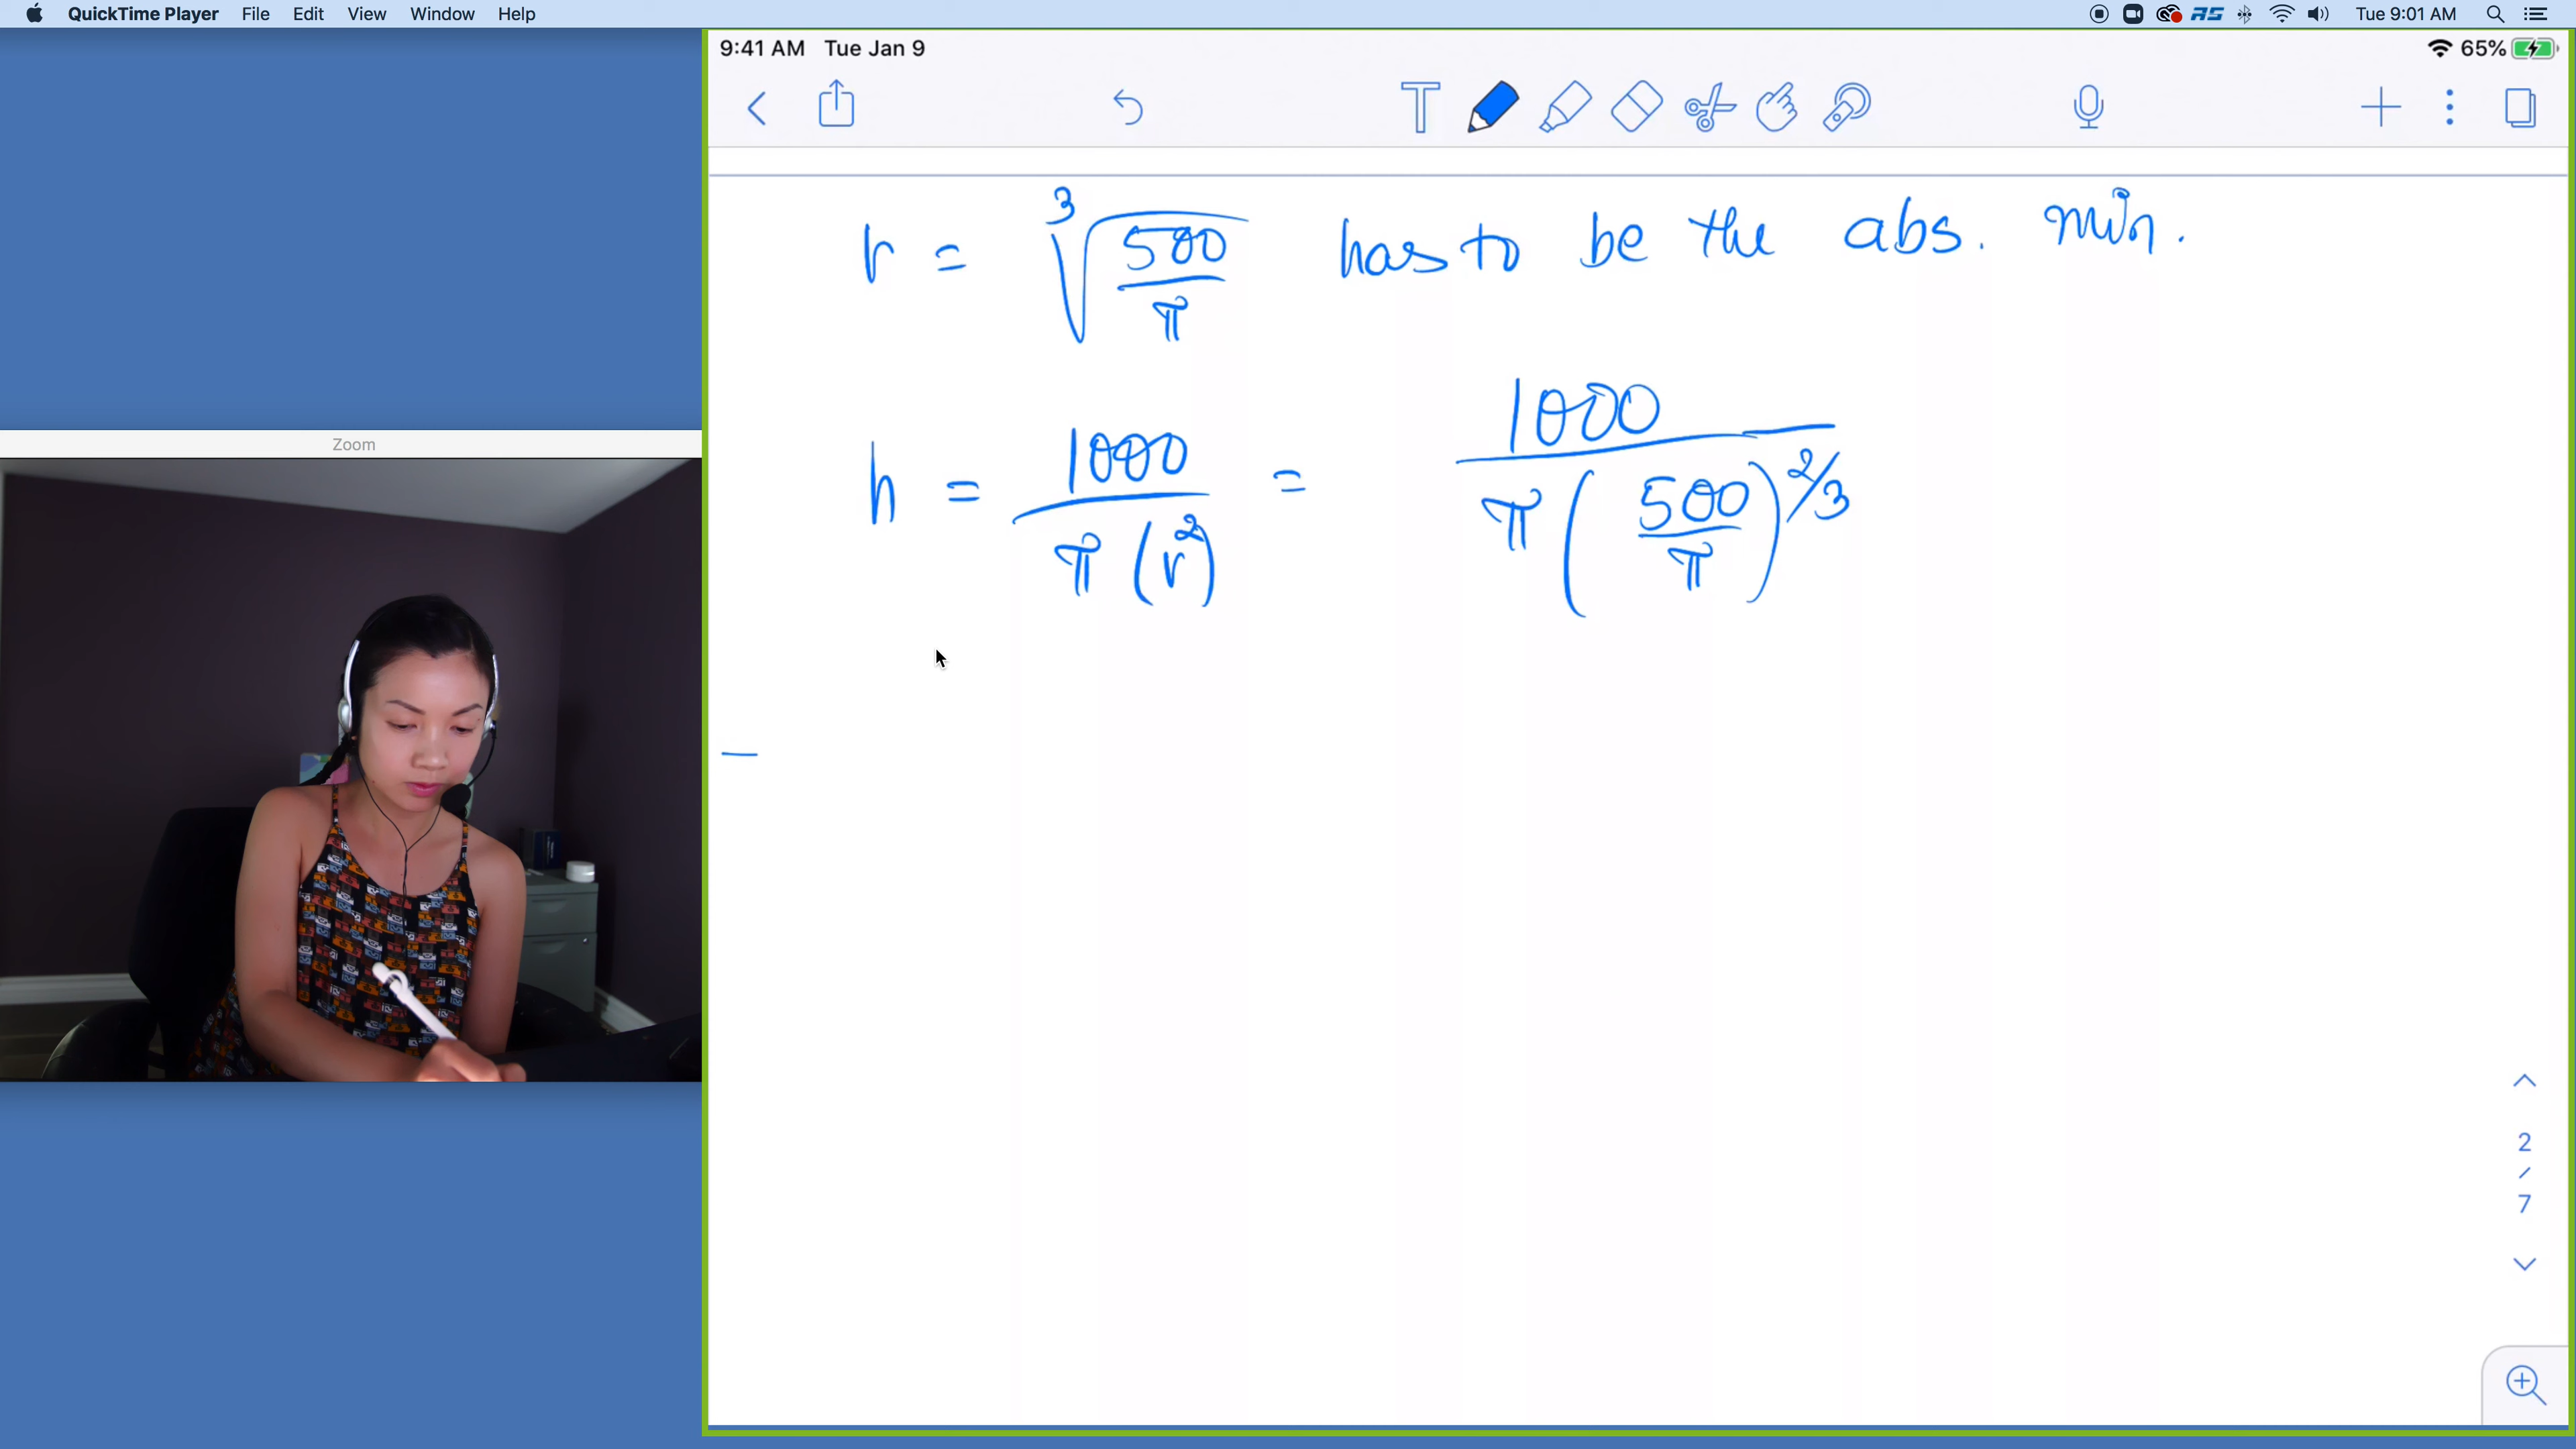 QuickTime Player File Edit View Window Help Tue 9:01 AM
9:41 AM Tue Jan 9 65%
T
r = ∛(500/π) has to be the abs. min.
h = 1000/(π(r²)) = 1000/(π(500/π)^(2/3))
Zoom
2
/
7